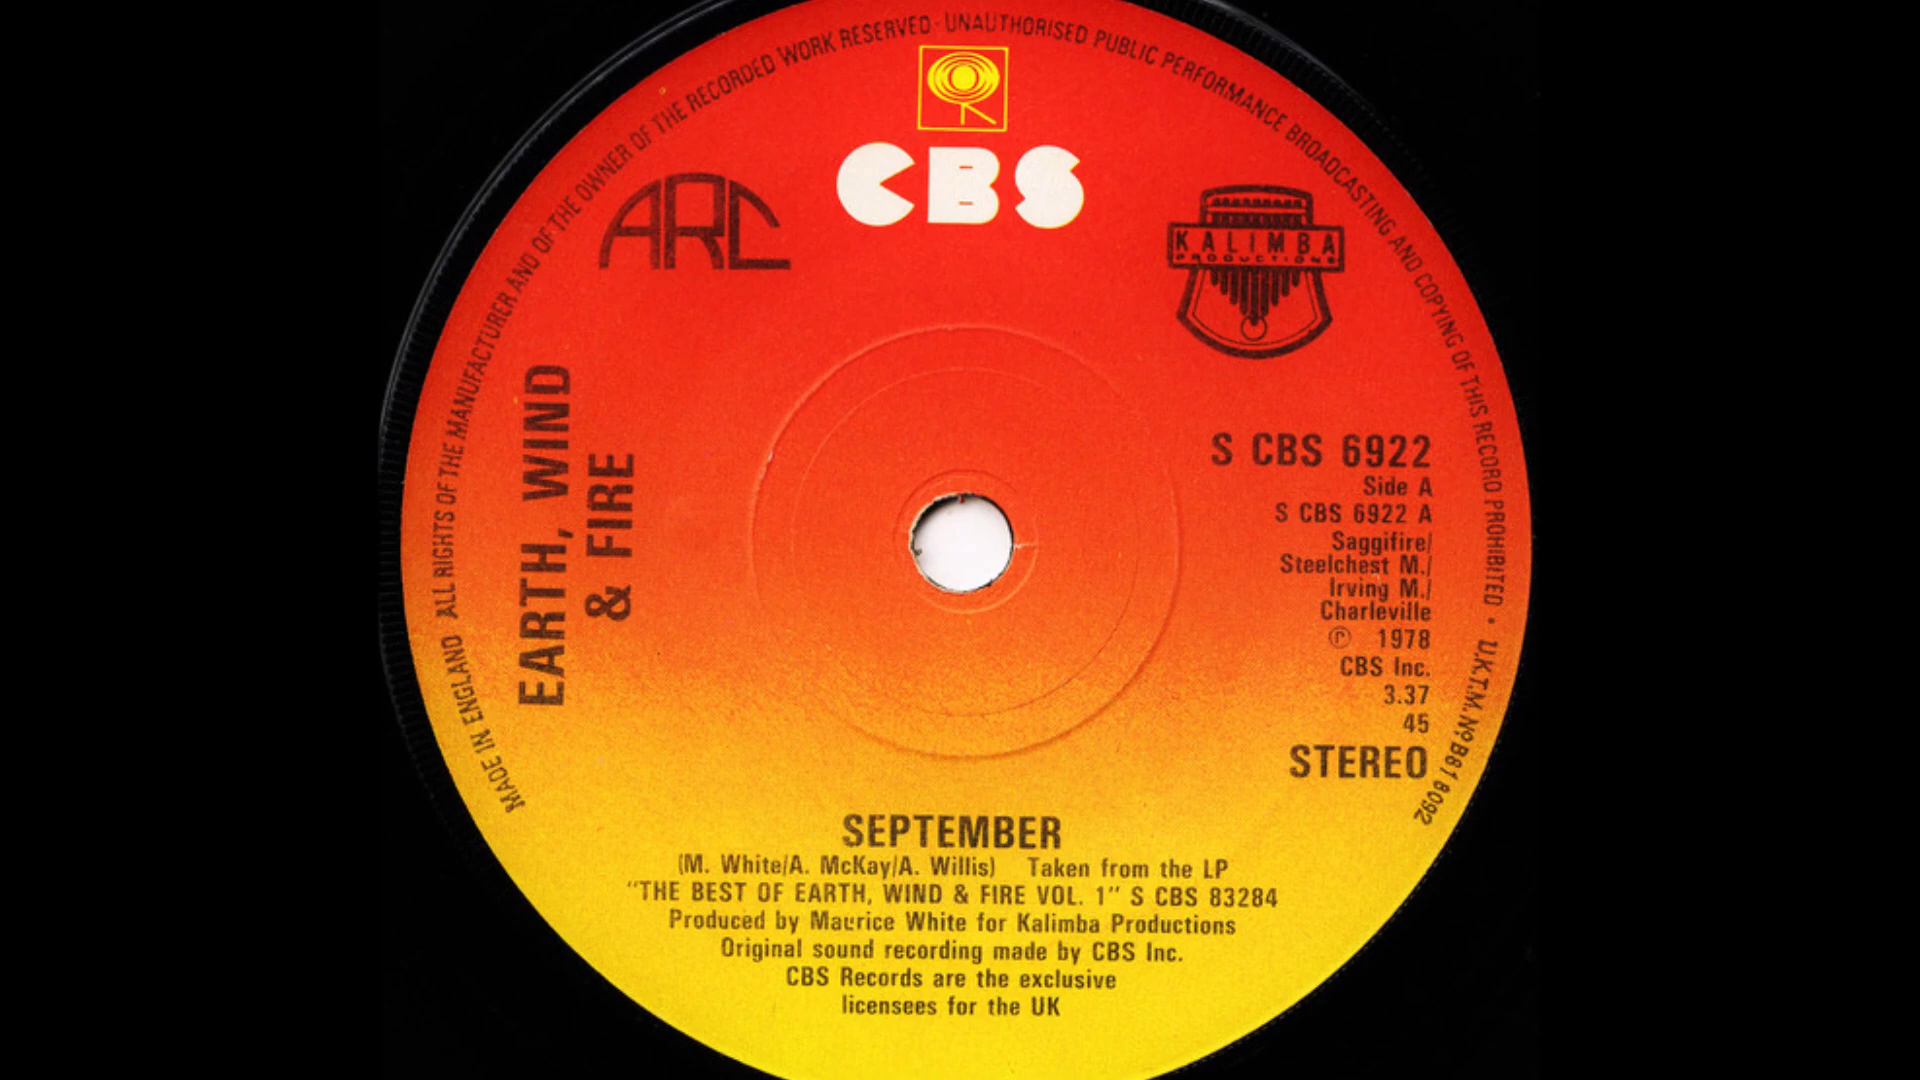 MADE IN ENGLAND ALL RIGHTS OF THE MANUFACTURER AND OF THE OWNER OF THE RECORDED WORK RESERVED · UNAUTHORISED PUBLIC PERFORMANCE BROADCASTING AND COPYING OF THIS RECORD PROHIBITED · U.K.T.M. Nº B818092
CBS
ARC
KALIMBA
PRODUCTIONS
EARTH, WIND
& FIRE
S CBS 6922
Side A
S CBS 6922 A
Saggifire/
Steelchest M./
Irving M./
Charleville
℗ 1978
CBS Inc.
3.37
45
STEREO
SEPTEMBER
(M. White/A. McKay/A. Willis) Taken from the LP
"THE BEST OF EARTH, WIND & FIRE VOL. 1" S CBS 83284
Produced by Maurice White for Kalimba Productions
Original sound recording made by CBS Inc.
CBS Records are the exclusive
licensees for the UK